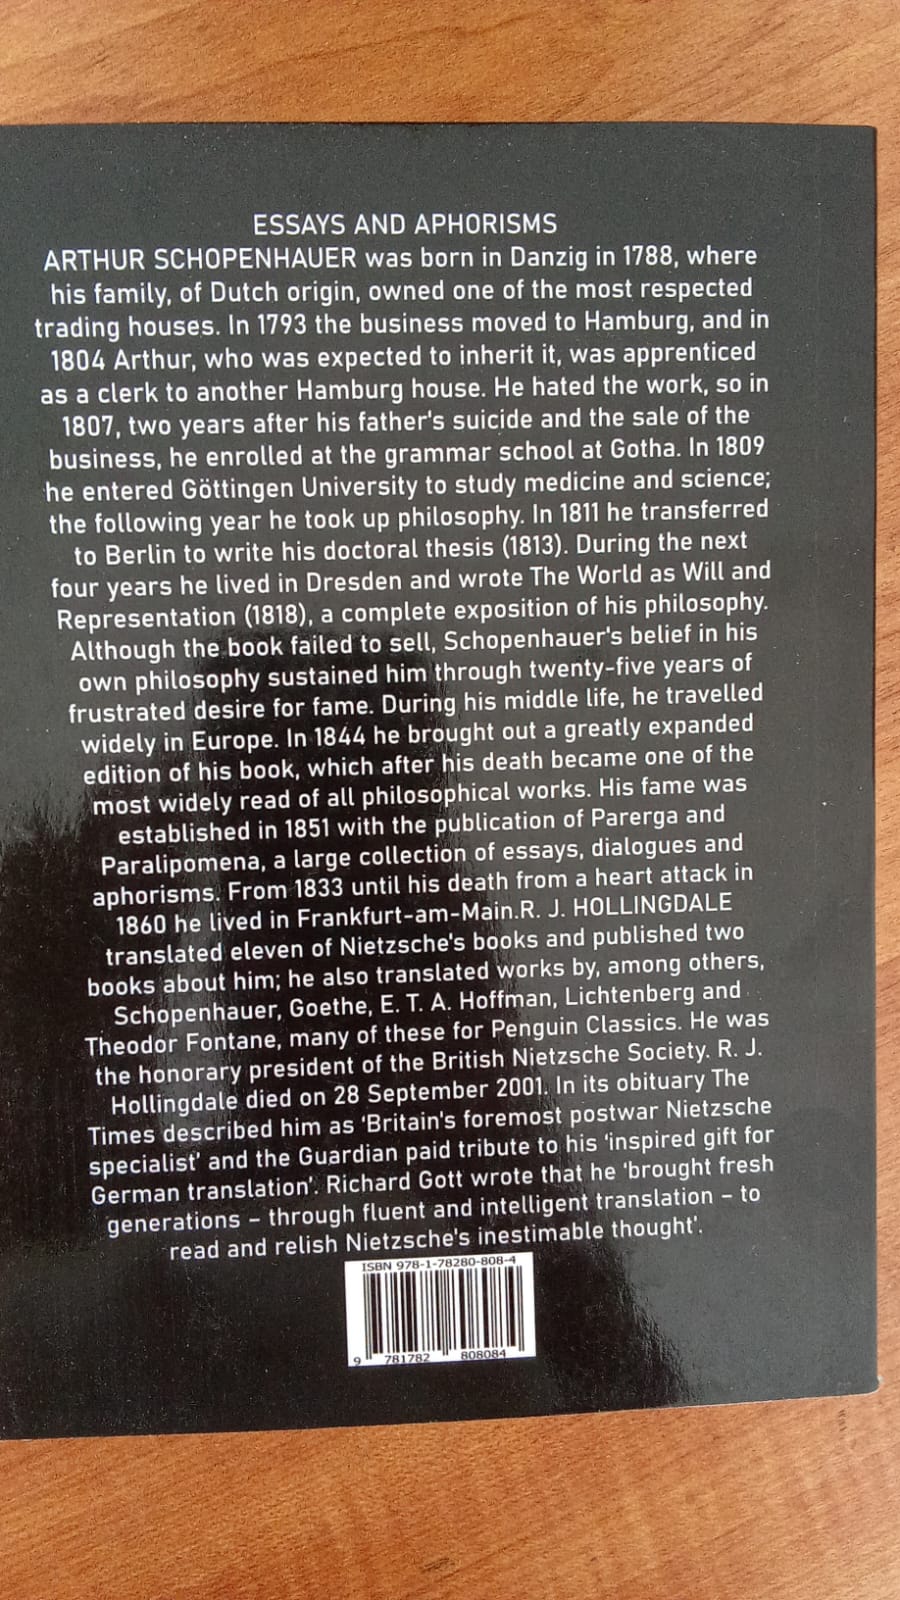 ESSAYS AND APHORISMS
ARTHUR SCHOPENHAUER was born in Danzig in 1788, where
his family, of Dutch origin, owned one of the most respected
trading houses. In 1793 the business moved to Hamburg, and in
1804 Arthur, who was expected to inherit it, was apprenticed
as a clerk to another Hamburg house. He hated the work, so in
1807, two years after his father's suicide and the sale of the
business, he enrolled at the grammar school at Gotha. In 1809
he entered Göttingen University to study medicine and science;
the following year he took up philosophy. In 1811 he transferred
to Berlin to write his doctoral thesis (1813). During the next
four years he lived in Dresden and wrote The World as Will and
Representation (1818), a complete exposition of his philosophy.
Although the book failed to sell, Schopenhauer's belief in his
own philosophy sustained him through twenty-five years of
frustrated desire for fame. During his middle life, he travelled
widely in Europe. In 1844 he brought out a greatly expanded
edition of his book, which after his death became one of the
most widely read of all philosophical works. His fame was
established in 1851 with the publication of Parerga and
Paralipomena, a large collection of essays, dialogues and
aphorisms. From 1833 until his death from a heart attack in
1860 he lived in Frankfurt-am-Main.R. J. HOLLINGDALE
translated eleven of Nietzsche's books and published two
books about him; he also translated works by, among others,
Schopenhauer, Goethe, E. T. A. Hoffman, Lichtenberg and
Theodor Fontane, many of these for Penguin Classics. He was
the honorary president of the British Nietzsche Society. R. J.
Hollingdale died on 28 September 2001. In its obituary The
Times described him as 'Britain's foremost postwar Nietzsche
specialist' and the Guardian paid tribute to his 'inspired gift for
German translation'. Richard Gott wrote that he 'brought fresh
generations – through fluent and intelligent translation – to
read and relish Nietzsche's inestimable thought'.
ISBN 978-1-78280-808-4
9 781782 808084